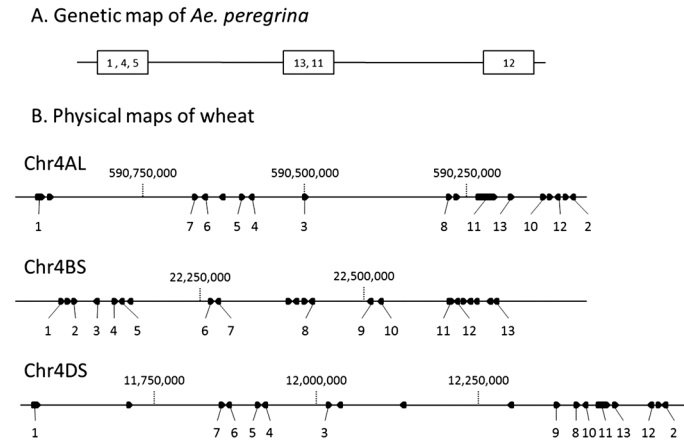 A. Genetic map of Ae. peregrina
1, 4, 5 13, 11 12
B. Physical maps of wheat
Chr4AL
590,750,000 590,500,000 590,250,000
1 7 6 5 4 3 8 11 13 10 12 2
Chr4BS
22,250,000 22,500,000
1 2 3 4 5 6 7 8 9 10 11 12 13
Chr4DS
11,750,000 12,000,000 12,250,000
1 7 6 5 4 3 9 8 10 11 13 12 2